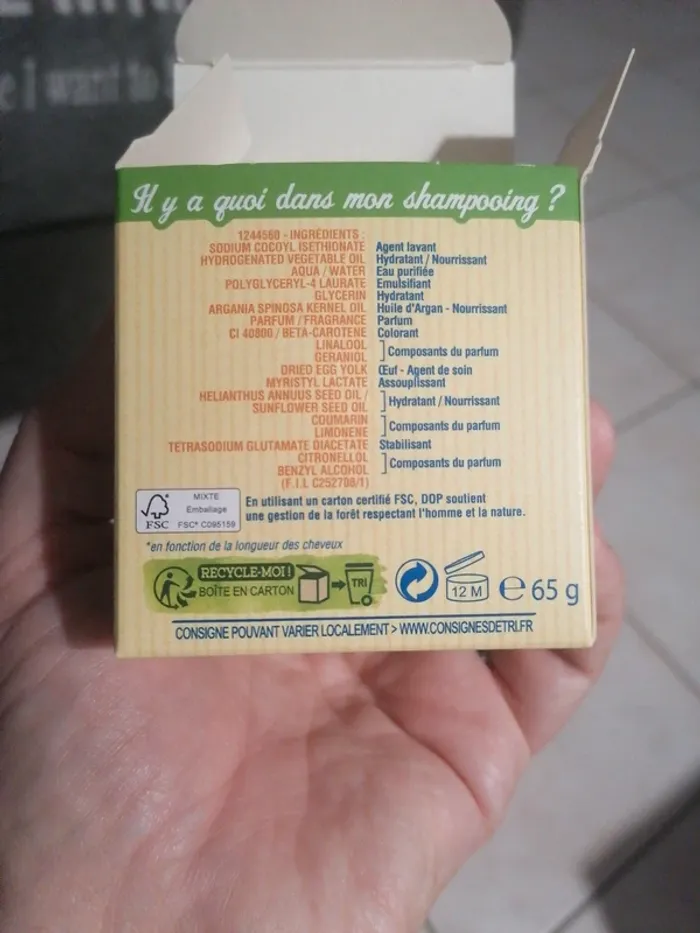 e I want to
Il y a quoi dans mon shampooing ?
1244560 - INGRÉDIENTS :
SODIUM COCOYL ISETHIONATE Agent lavant
HYDROGENATED VEGETABLE OIL Hydratant / Nourrissant
AQUA / WATER Eau purifiée
POLYGLYCERYL-4 LAURATE Emulsifiant
GLYCERIN Hydratant
ARGANIA SPINOSA KERNEL OIL Huile d'Argan - Nourrissant
PARFUM / FRAGRANCE Parfum
CI 40800 / BETA-CAROTENE Colorant
LINALOOL
GERANIOL
Composants du parfum
DRIED EGG YOLK Œuf - Agent de soin
MYRISTYL LACTATE Assouplissant
HELIANTHUS ANNUUS SEED OIL /
SUNFLOWER SEED OIL
Hydratant / Nourrissant
COUMARIN
LIMONENE
Composants du parfum
TETRASODIUM GLUTAMATE DIACETATE Stabilisant
CITRONELLOL
BENZYL ALCOHOL
Composants du parfum
(F.I.L C252708/1)
FSC
MIXTE
Emballage
FSC® C095159
En utilisant un carton certifié FSC, DOP soutient
une gestion de la forêt respectant l'homme et la nature.
*en fonction de la longueur des cheveux
RECYCLE-MOI !
BOÎTE EN CARTON
TRI
12 M
e 65 g
CONSIGNE POUVANT VARIER LOCALEMENT > WWW.CONSIGNESDETRI.FR